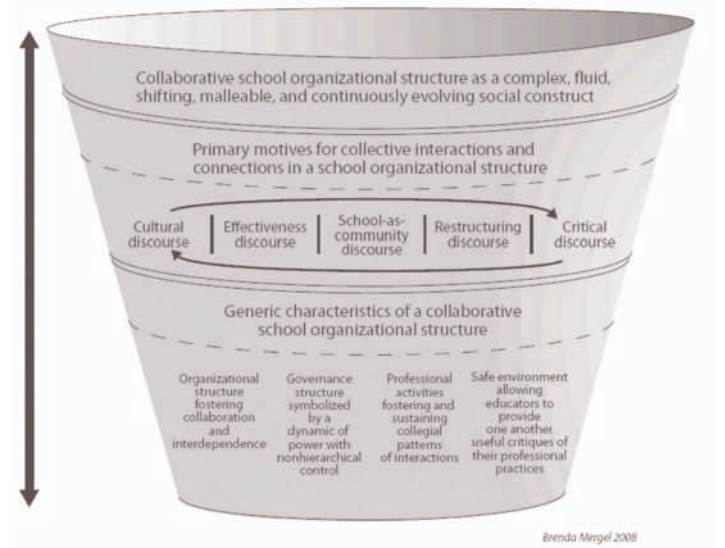 Collaborative school organizational structure as a complex, fluid,
shifting, malleable, and continuously evolving social construct
Primary motives for collective interactions and
connections in a school organizational structure
Cultural
discourse
Effectiveness
discourse
School-as-
community
discourse
Restructuring
discourse
Critical
discourse
Generic characteristics of a collaborative
school organizational structure
Organizational
structure
fostering
collaboration
and
interdependence
Governance
structure
symbolized
by a
dynamic of
power with
nonhierarchical
control
Professional
activities
fostering and
sustaining
collegial
patterns
of interactions
Safe environment
allowing
educators to
provide
one another
useful critiques of
their professional
practices.
Brenda Mergel 2008